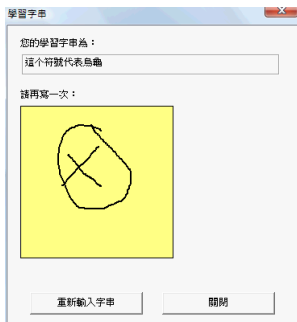 學習字串
您的學習字串為：
這個符號代表烏龜
請再寫一次：
重新輸入字串
關閉